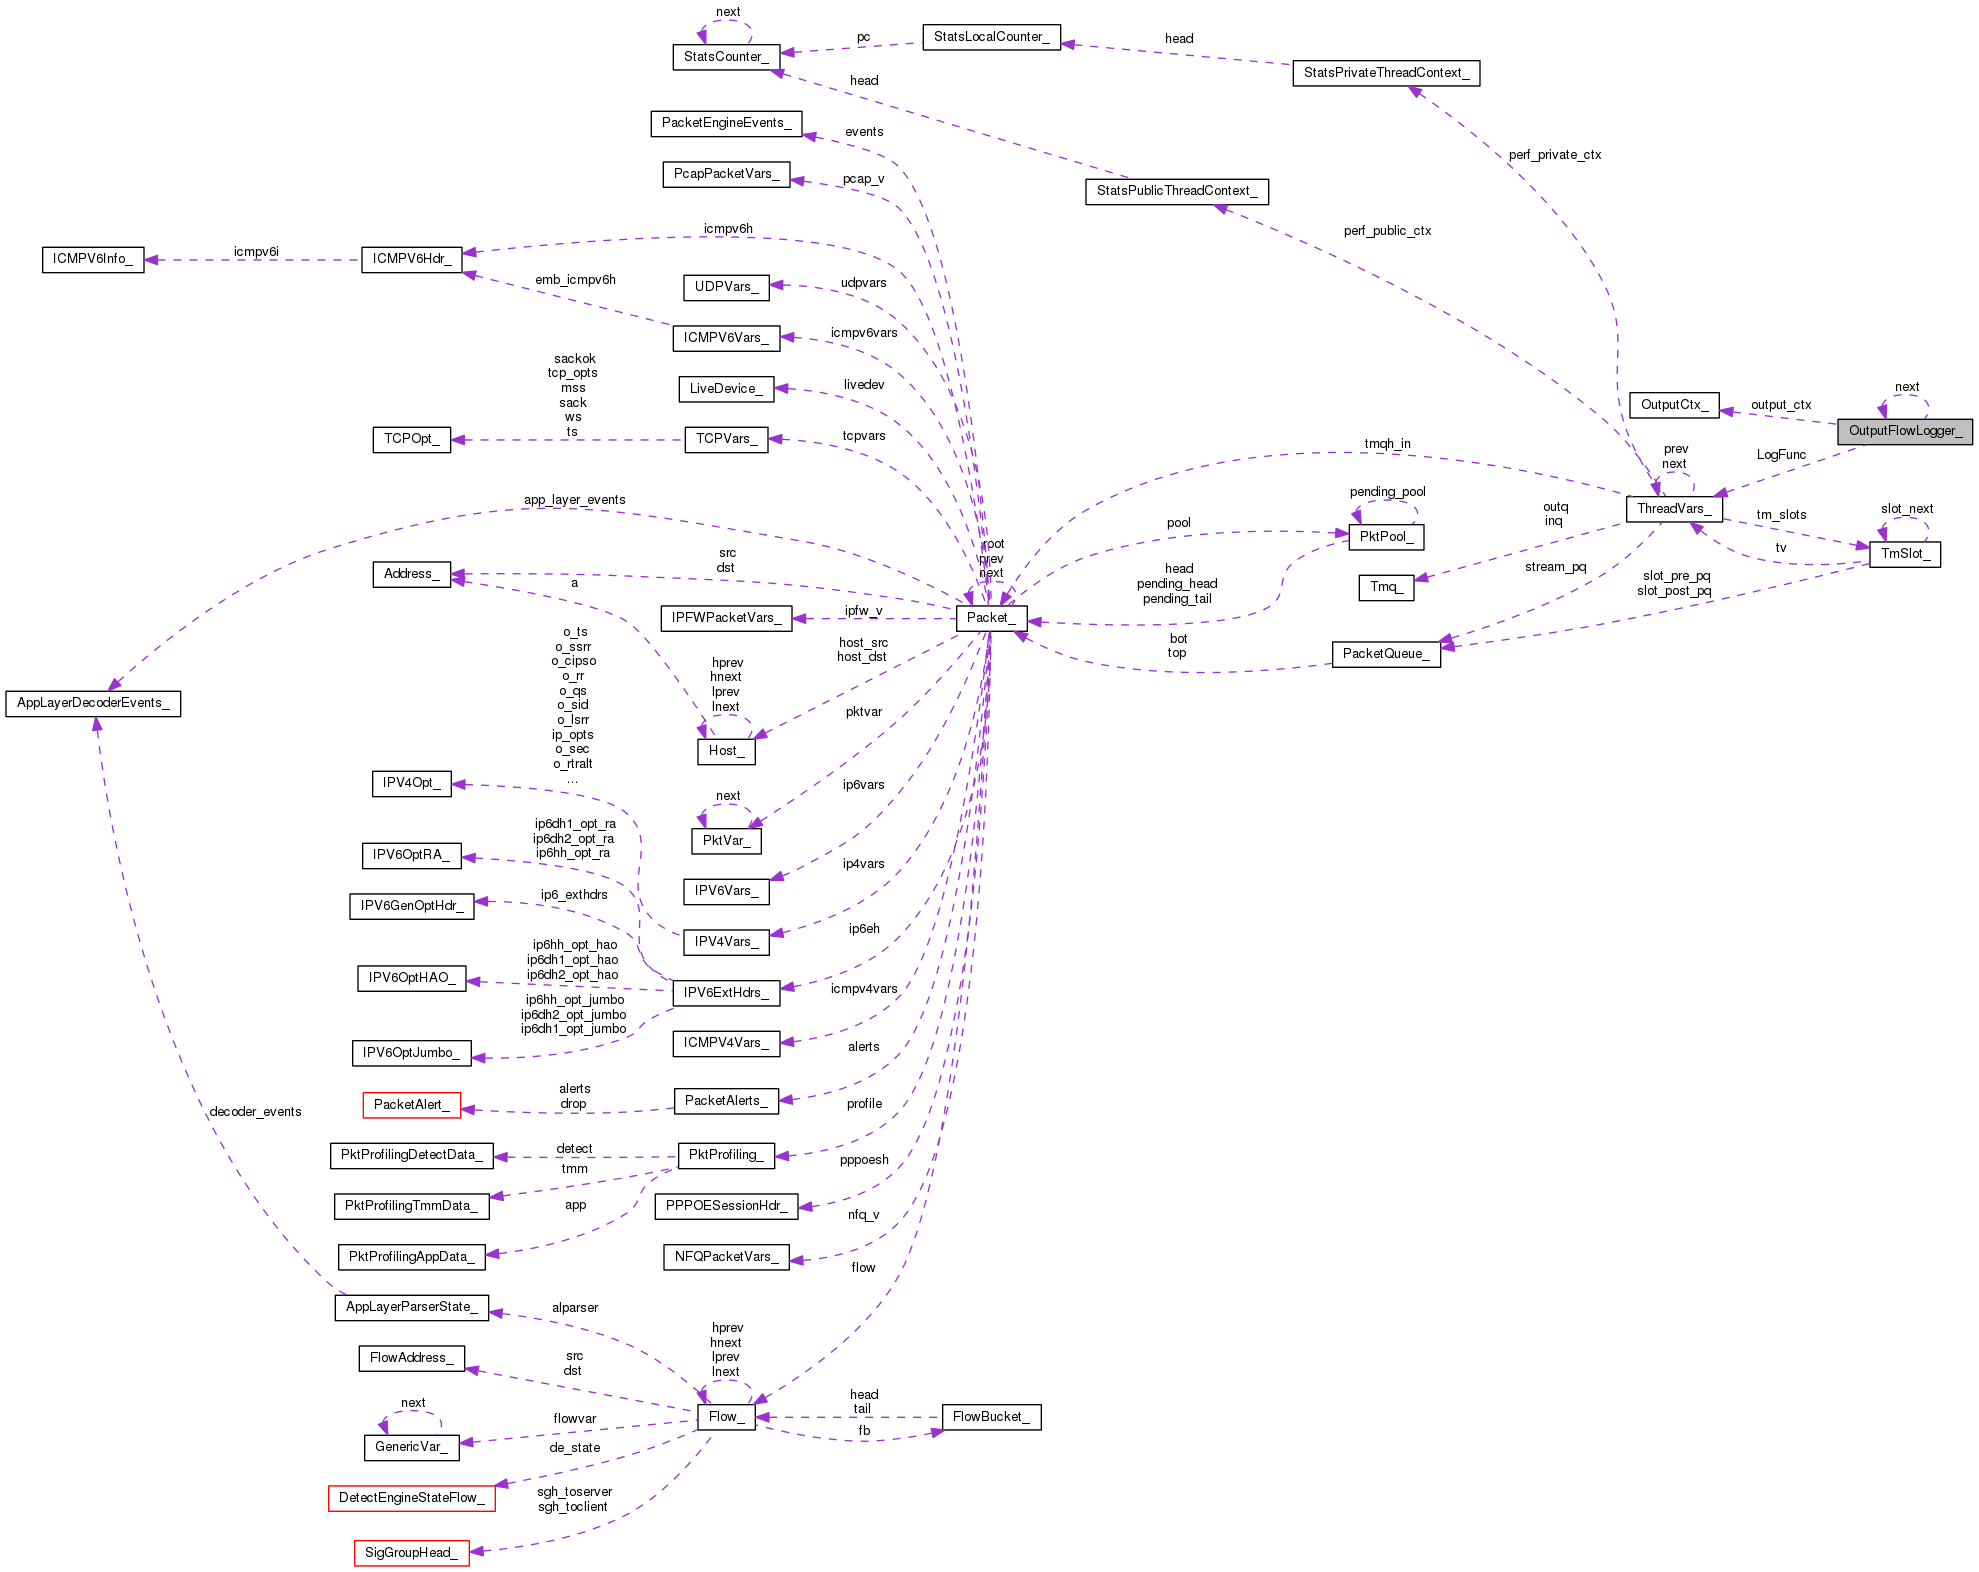 next
StatsCounter_
pc
StatsLocalCounter_
head
StatsPrivateThreadContext_
head
PacketEngineEvents_
events
perf_private_ctx
PcapPacketVars_
pcap_v
StatsPublicThreadContext_
perf_public_ctx
ICMPV6Info_
icmpv6i
ICMPV6Hdr_
icmpv6h
emb_icmpv6h
UDPVars_
udpvars
ICMPV6Vars_
icmpv6vars
sackok
tcp_opts
mss
sack
ws
ts
LiveDevice_
livedev
TCPOpt_
TCPVars_
tcpvars
OutputCtx_
output_ctx
next
OutputFlowLogger_
LogFunc
tmqh_in
prev
next
ThreadVars_
app_layer_events
pending_pool
PktPool_
pool
outq
inq
tm_slots
tv
slot_next
TmSlot_
Address_
src
dst
a
root
prev
next
head
pending_head
pending_tail
Tmq_
stream_pq
slot_pre_pq
slot_post_pq
IPFWPacketVars_
ipfw_v
Packet_
bot
top
PacketQueue_
host_src
host_dst
o_ts
o_ssrr
o_cipso
o_rr
o_qs
o_sid
o_lsrr
ip_opts
o_sec
o_rtralt
...
hprev
hnext
lprev
lnext
Host_
pktvar
AppLayerDecoderEvents_
IPV4Opt_
next
PktVar_
ip6vars
ip6dh1_opt_ra
ip6dh2_opt_ra
ip6hh_opt_ra
IPV6OptRA_
IPV6Vars_
ip4vars
IPV6GenOptHdr_
ip6_exthdrs
IPV4Vars_
ip6eh
IPV6OptHAO_
ip6hh_opt_hao
ip6dh1_opt_hao
ip6dh2_opt_hao
IPV6ExtHdrs_
icmpv4vars
ip6hh_opt_jumbo
ip6dh2_opt_jumbo
ip6dh1_opt_jumbo
IPV6OptJumbo_
ICMPV4Vars_
alerts
PacketAlert_
alerts
drop
PacketAlerts_
profile
decoder_events
PktProfilingDetectData_
detect
PktProfiling_
pppoesh
tmm
PktProfilingTmmData_
app
PPPOESessionHdr_
nfq_v
PktProfilingAppData_
NFQPacketVars_
flow
AppLayerParserState_
alparser
hprev
hnext
lprev
lnext
FlowAddress_
src
dst
Flow_
head
tail
fb
FlowBucket_
next
GenericVar_
flowvar
de_state
DetectEngineStateFlow_
sgh_toserver
sgh_toclient
SigGroupHead_